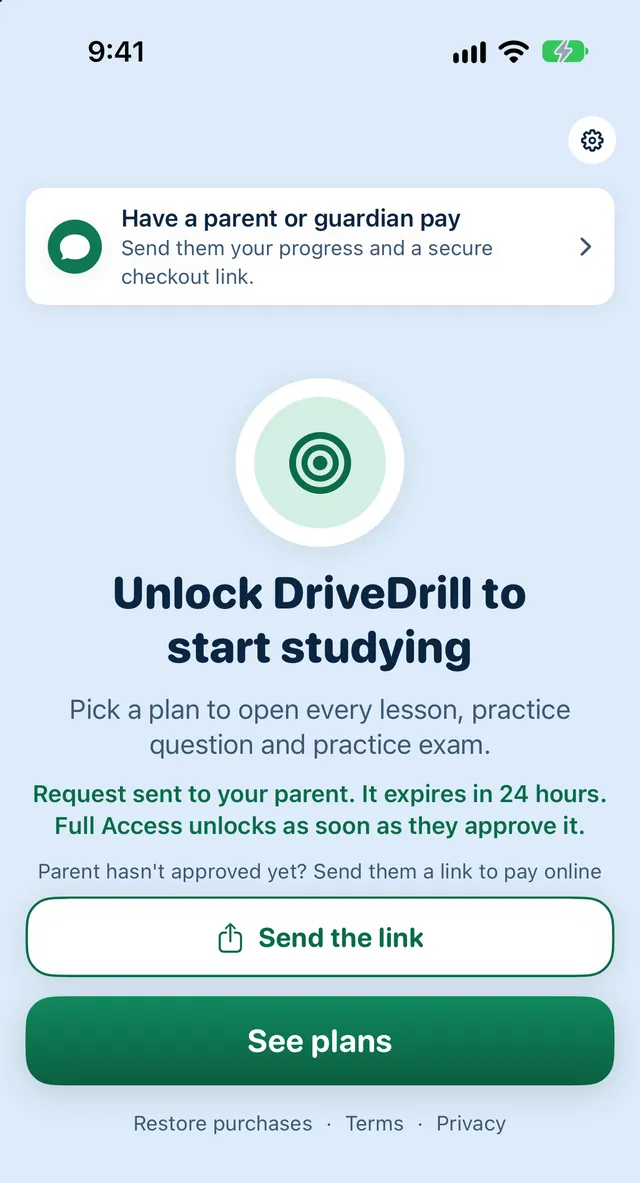 9:41
Have a parent or guardian pay
Send them your progress and a secure
checkout link.
Unlock DriveDrill to
start studying
Pick a plan to open every lesson, practice
question and practice exam.
Request sent to your parent. It expires in 24 hours.
Full Access unlocks as soon as they approve it.
Parent hasn't approved yet? Send them a link to pay online
Send the link
See plans
Restore purchases · Terms · Privacy